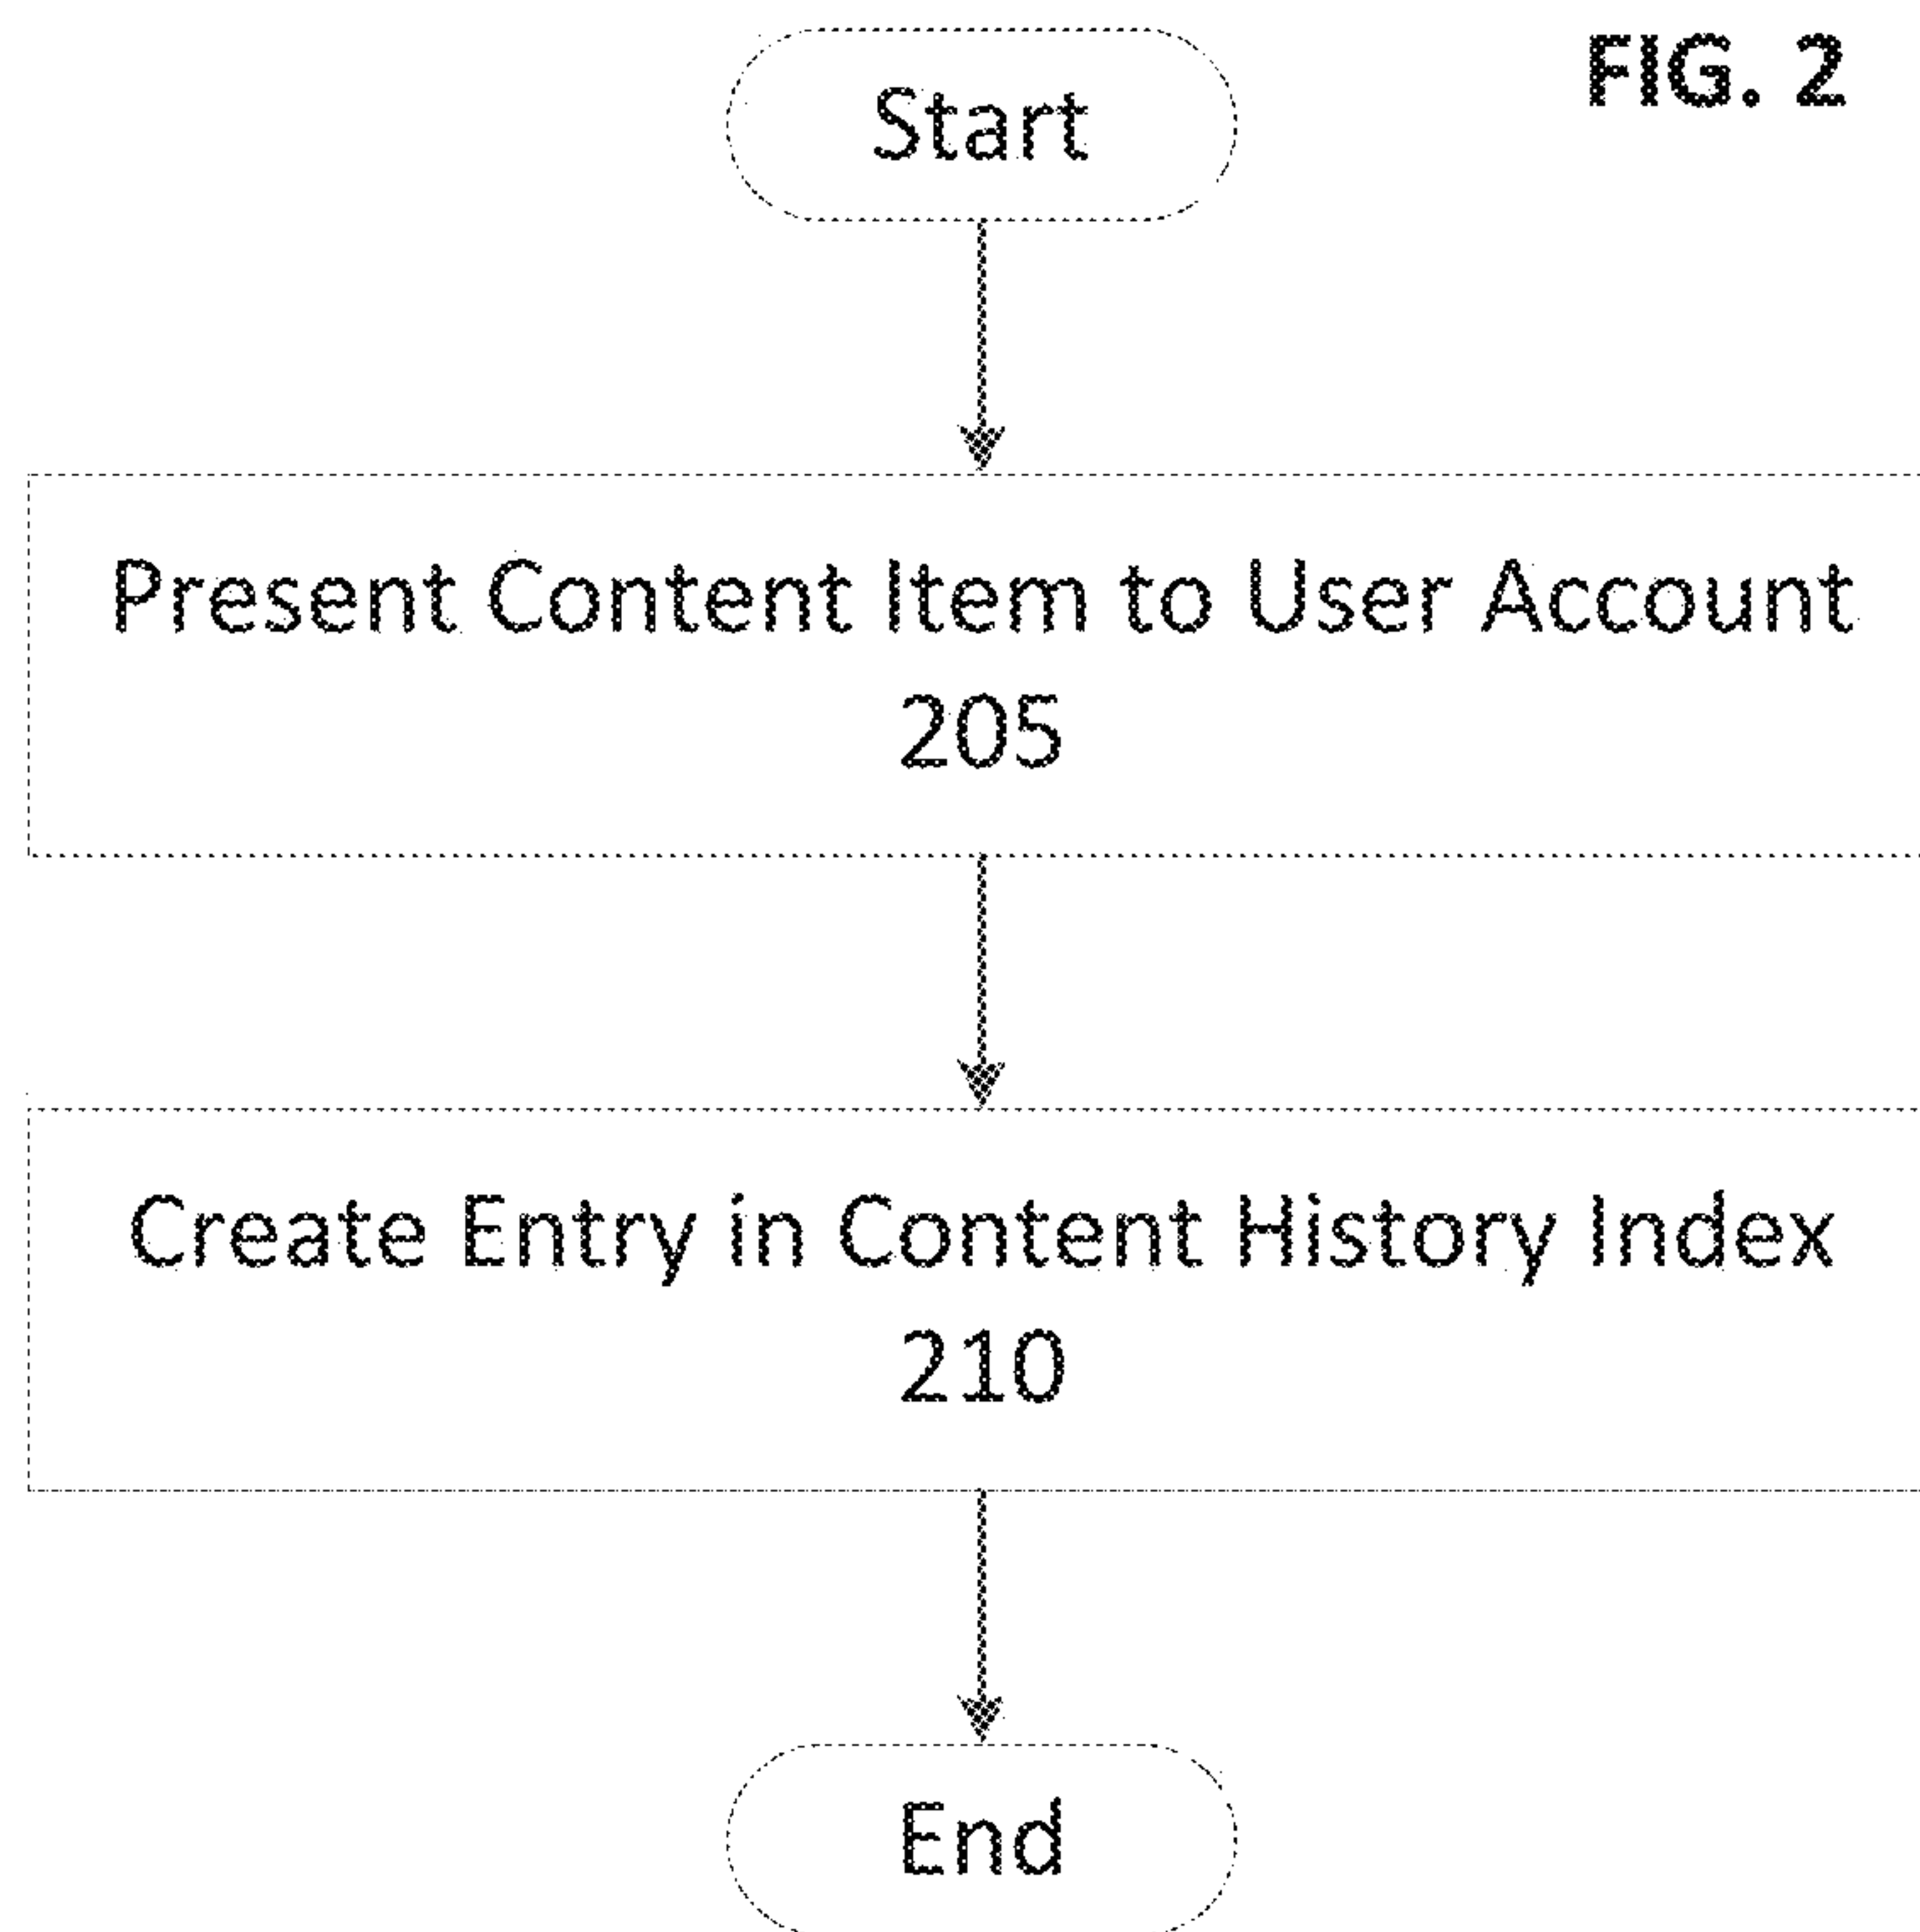 FIG. 2
Start
Present Content Item to User Account
205
Create Entry in Content History Index
210
End